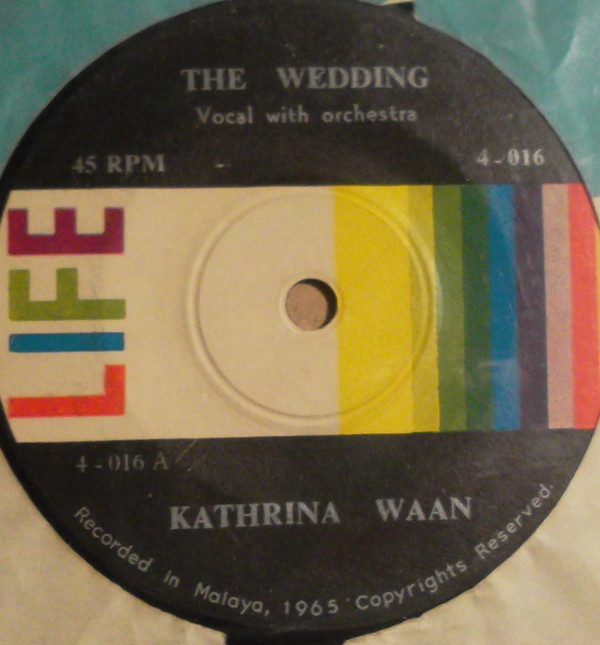 THE WEDDING
Vocal with orchestra
45 RPM
4-016
LIFE
4-016 A
KATHRINA WAAN
Recorded in Malaya, 1965 Copyrights Reserved.